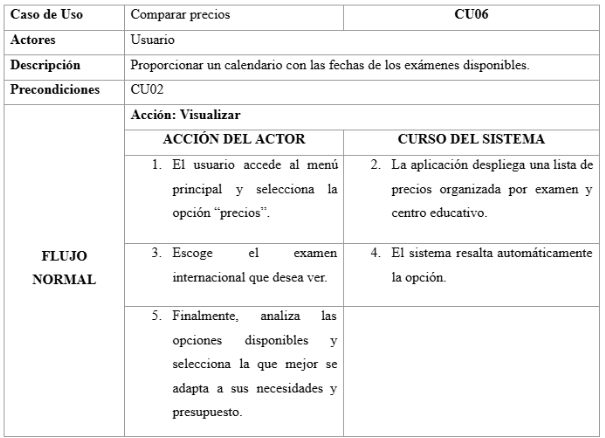 Caso de Uso Comparar precios CU06
Actores Usuario
Descripción Proporcionar un calendario con las fechas de los exámenes disponibles.
Precondiciones CU02
FLUJO
NORMAL
Acción: Visualizar
ACCIÓN DEL ACTOR CURSO DEL SISTEMA
1. El usuario accede al menú
principal y selecciona la
opción “precios”.
2. La aplicación despliega una lista de
precios organizada por examen y
centro educativo.
3. Escoge el examen
internacional que desea ver.
4. El sistema resalta automáticamente
la opción.
5. Finalmente, analiza las
opciones disponibles y
selecciona la que mejor se
adapta a sus necesidades y
presupuesto.